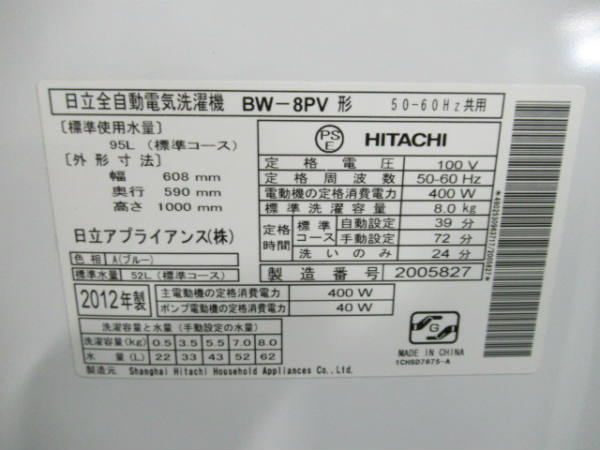 日立全自動電気洗濯機 BW-8PV 形 50-60Hz共用
〔標準使用水量〕
95L (標準コース)
〔外形寸法〕
幅 608 mm
奥行 590 mm
高さ 1000 mm
日立アプライアンス(株)
色相 A(ブルー)
標準水量 52L (標準コース)
PSE HITACHI
定格電圧 100 V
定格周波数 50-60 Hz
電動機の定格消費電力 400 W
標準洗濯容量 8.0 kg
定格時間 標準コース 自動設定 39 分
手動設定 72 分
洗いのみ 24 分
製造番号 2005827
2012年製
主電動機の定格消費電力 400 W
ポンプ電動機の定格消費電力 40 W
洗濯容量と水量 (手動設定の水量)
洗濯容量(kg) 0.5 3.5 5.5 7.0 8.0
水量(L) 22 33 43 52 62
製造元 Shanghai Hitachi Household Appliances Co., Ltd.
G
MADE IN CHINA
1CHSD7875-A